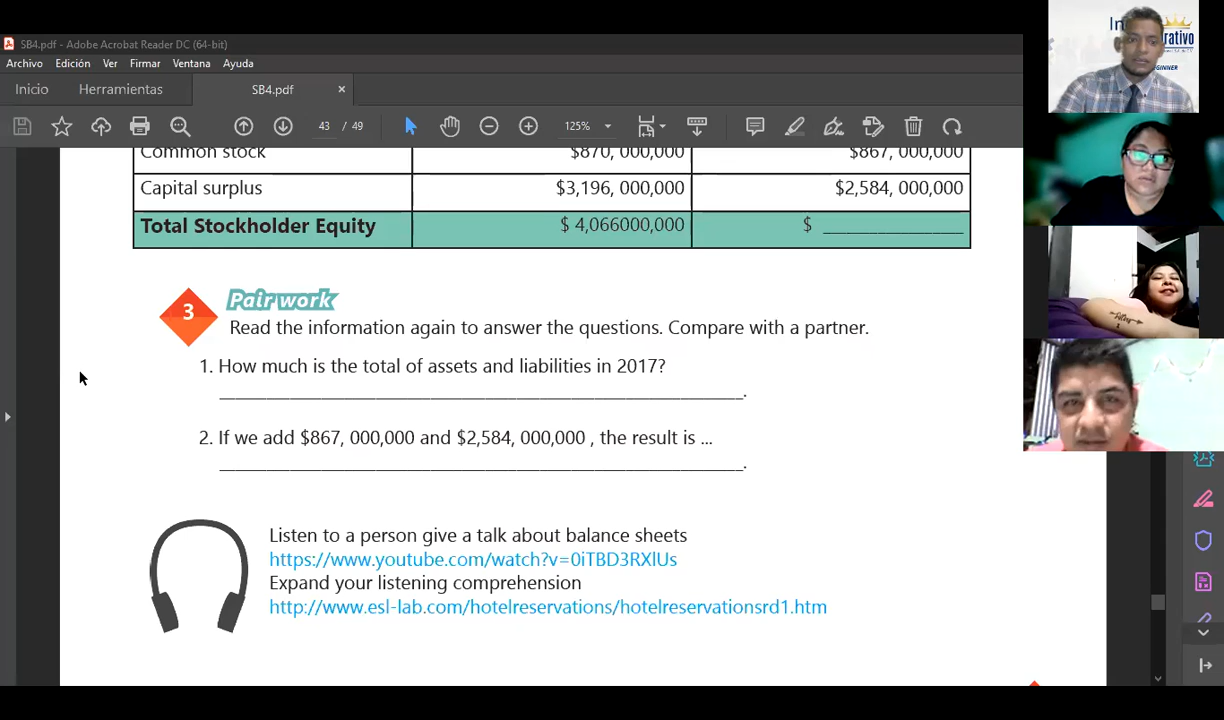 SB4.pdf - Adobe Acrobat Reader DC (64-bit)
Archivo Edición Ver Firmar Ventana Ayuda
Inicio Herramientas SB4.pdf ×
43 / 49 125%
Common stock $870, 000,000 $867, 000,000
Capital surplus $3,196, 000,000 $2,584, 000,000
Total Stockholder Equity $ 4,066000,000 $ ______________
3 Pair work
Read the information again to answer the questions. Compare with a partner.
1. How much is the total of assets and liabilities in 2017?
____________________________________________________________.
2. If we add $867, 000,000 and $2,584, 000,000 , the result is ...
____________________________________________________________.
Listen to a person give a talk about balance sheets
https://www.youtube.com/watch?v=0iTBD3RXlUs
Expand your listening comprehension
http://www.esl-lab.com/hotelreservations/hotelreservationsrd1.htm